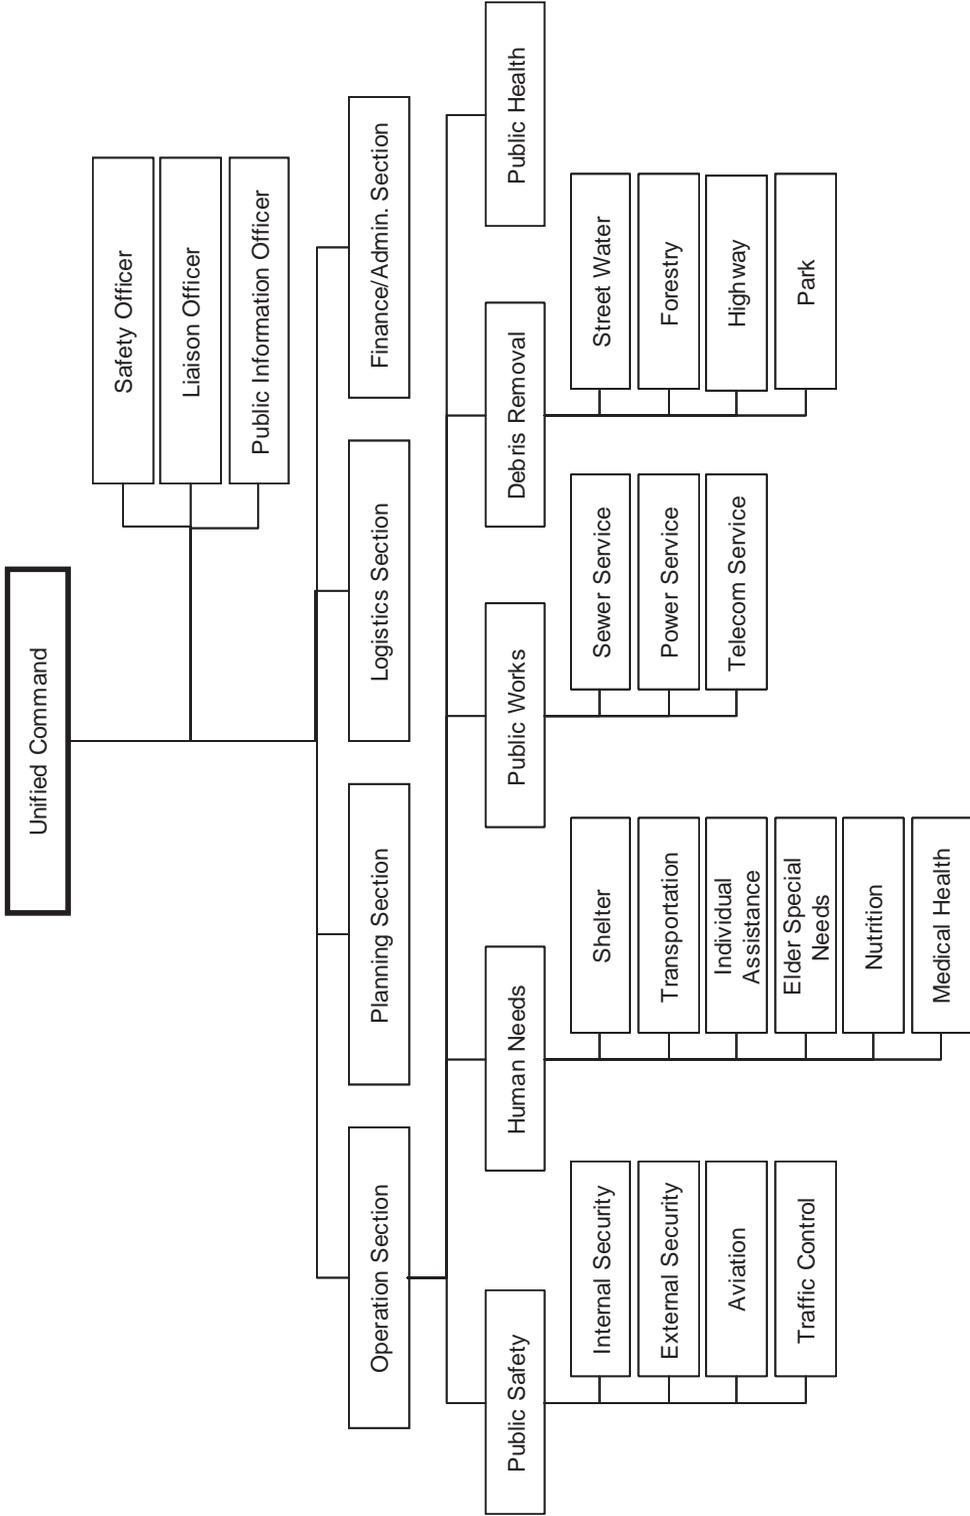 Unified Command
Safety Officer
Liaison Officer
Public Information Officer
Operation Section
Planning Section
Logistics Section
Finance/Admin. Section
Public Safety
Human Needs
Public Works
Debris Removal
Public Health
Internal Security
External Security
Aviation
Traffic Control
Shelter
Transportation
Individual
Assistance
Elder Special
Needs
Nutrition
Medical Health
Sewer Service
Power Service
Telecom Service
Street Water
Forestry
Highway
Park